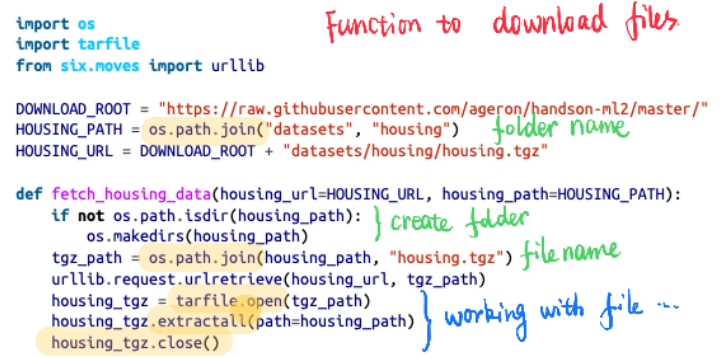 Function to download files.
import os
import tarfile
from six.moves import urllib
DOWNLOAD_ROOT = "https://raw.githubusercontent.com/ageron/handson-ml2/master/"
HOUSING_PATH = os.path.join("datasets", "housing") folder name
HOUSING_URL = DOWNLOAD_ROOT + "datasets/housing/housing.tgz"
def fetch_housing_data(housing_url=HOUSING_URL, housing_path=HOUSING_PATH):
    if not os.path.isdir(housing_path):
        os.makedirs(housing_path)
} create folder
    tgz_path = os.path.join(housing_path, "housing.tgz") file name
    urllib.request.urlretrieve(housing_url, tgz_path)
    housing_tgz = tarfile.open(tgz_path)
    housing_tgz.extractall(path=housing_path)
    housing_tgz.close()
} working with file ...